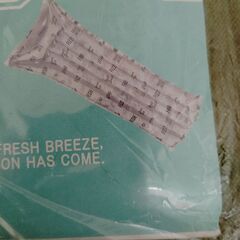 FRESH BREEZE,
ON HAS COME.